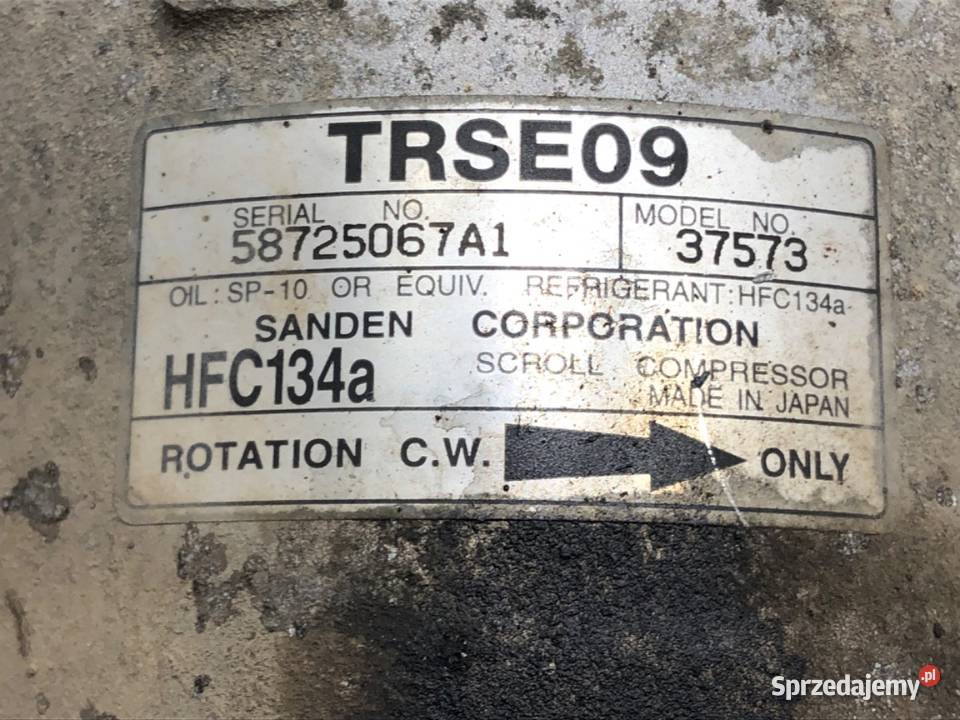 TRSE09
SERIAL NO. MODEL NO.
58725067A1 37573
OIL: SP-10 OR EQUIV. REFRIGERANT: HFC134a
SANDEN CORPORATION
HFC134a SCROLL COMPRESSOR
MADE IN JAPAN
ROTATION C.W. ONLY
Sprzedajemy.pl